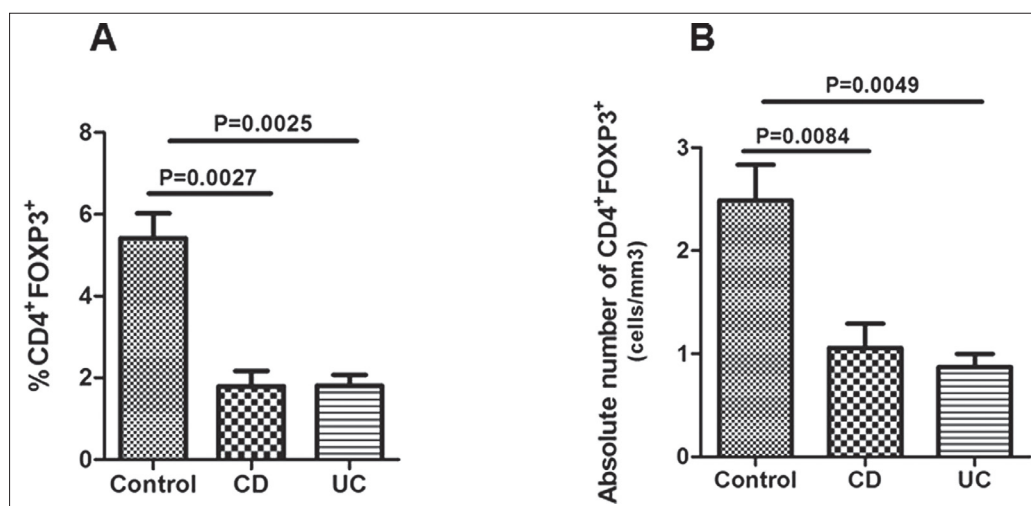 A
%CD4+FOXP3+
8
6
4
2
0
P=0.0025
P=0.0027
Control CD UC
B
Absolute number of CD4+FOXP3+
(cells/mm3)
3
2
1
0
P=0.0049
P=0.0084
Control CD UC